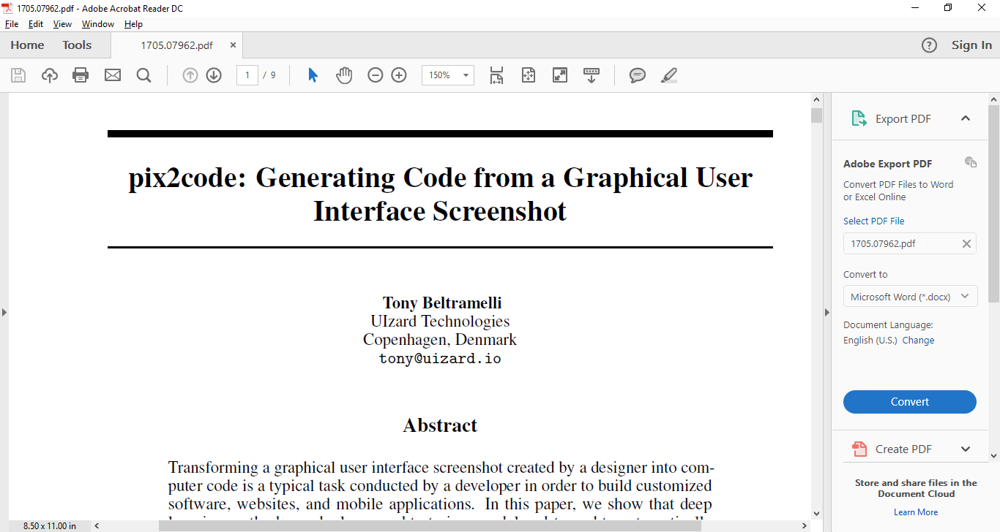 1705.07962.pdf - Adobe Acrobat Reader DC
File Edit View Window Help
Home Tools 1705.07962.pdf × ? Sign In
1 / 9 150%
pix2code: Generating Code from a Graphical User
Interface Screenshot
Tony Beltramelli
UIzard Technologies
Copenhagen, Denmark
tony@uizard.io
Abstract
Transforming a graphical user interface screenshot created by a designer into com-
puter code is a typical task conducted by a developer in order to build customized
software, websites, and mobile applications. In this paper, we show that deep
8.50 x 11.00 in
Export PDF
Adobe Export PDF
Convert PDF Files to Word
or Excel Online
Select PDF File
1705.07962.pdf
Convert to
Microsoft Word (*.docx)
Document Language:
English (U.S.) Change
Convert
Create PDF
Store and share files in the
Document Cloud
Learn More